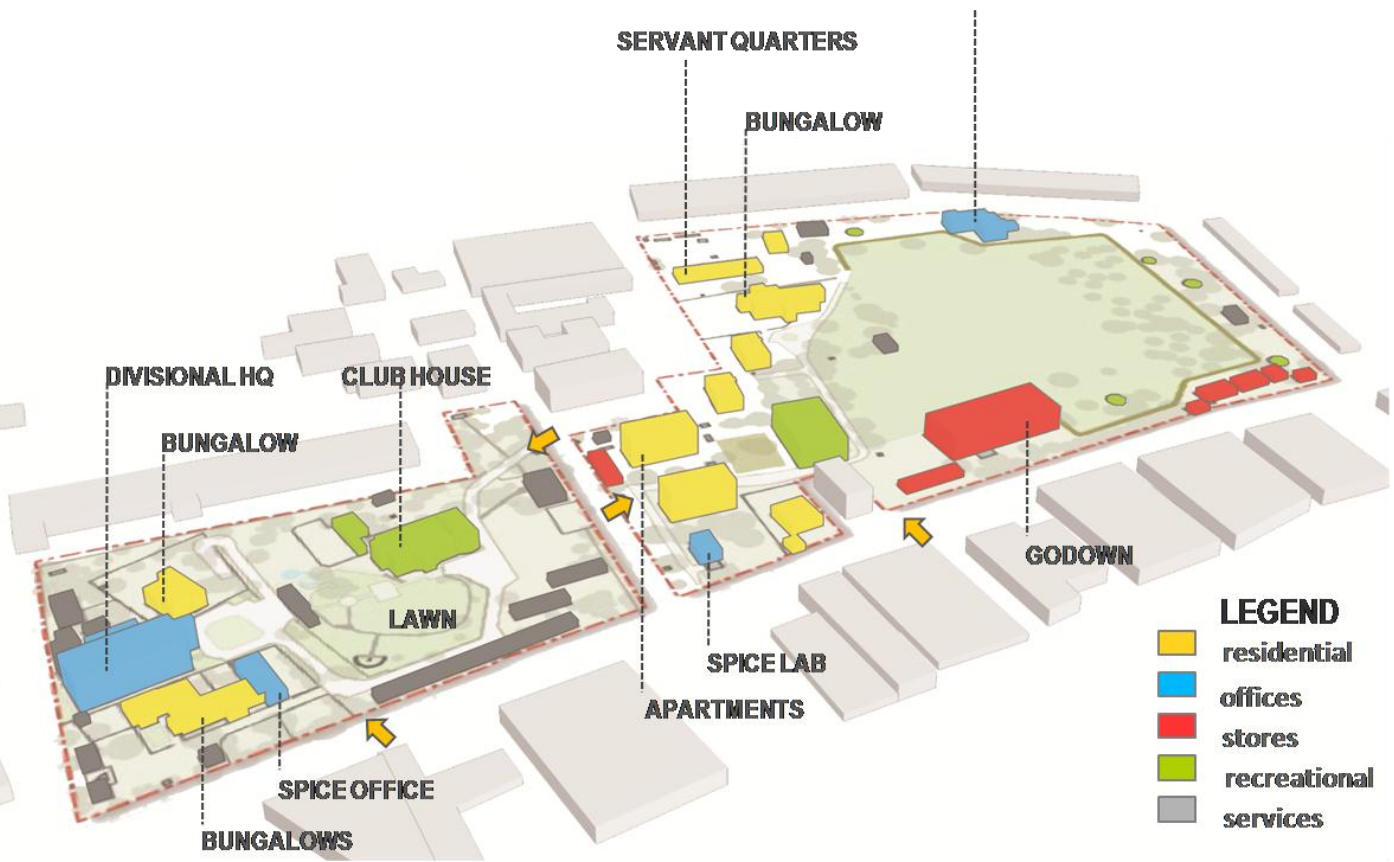 SERVANT QUARTERS
BUNGALOW
DIVISIONAL HQ
CLUB HOUSE
BUNGALOW
LAWN
GODOWN
SPICE LAB
APARTMENTS
SPICE OFFICE
BUNGALOWS
LEGEND
residential
offices
stores
recreational
services